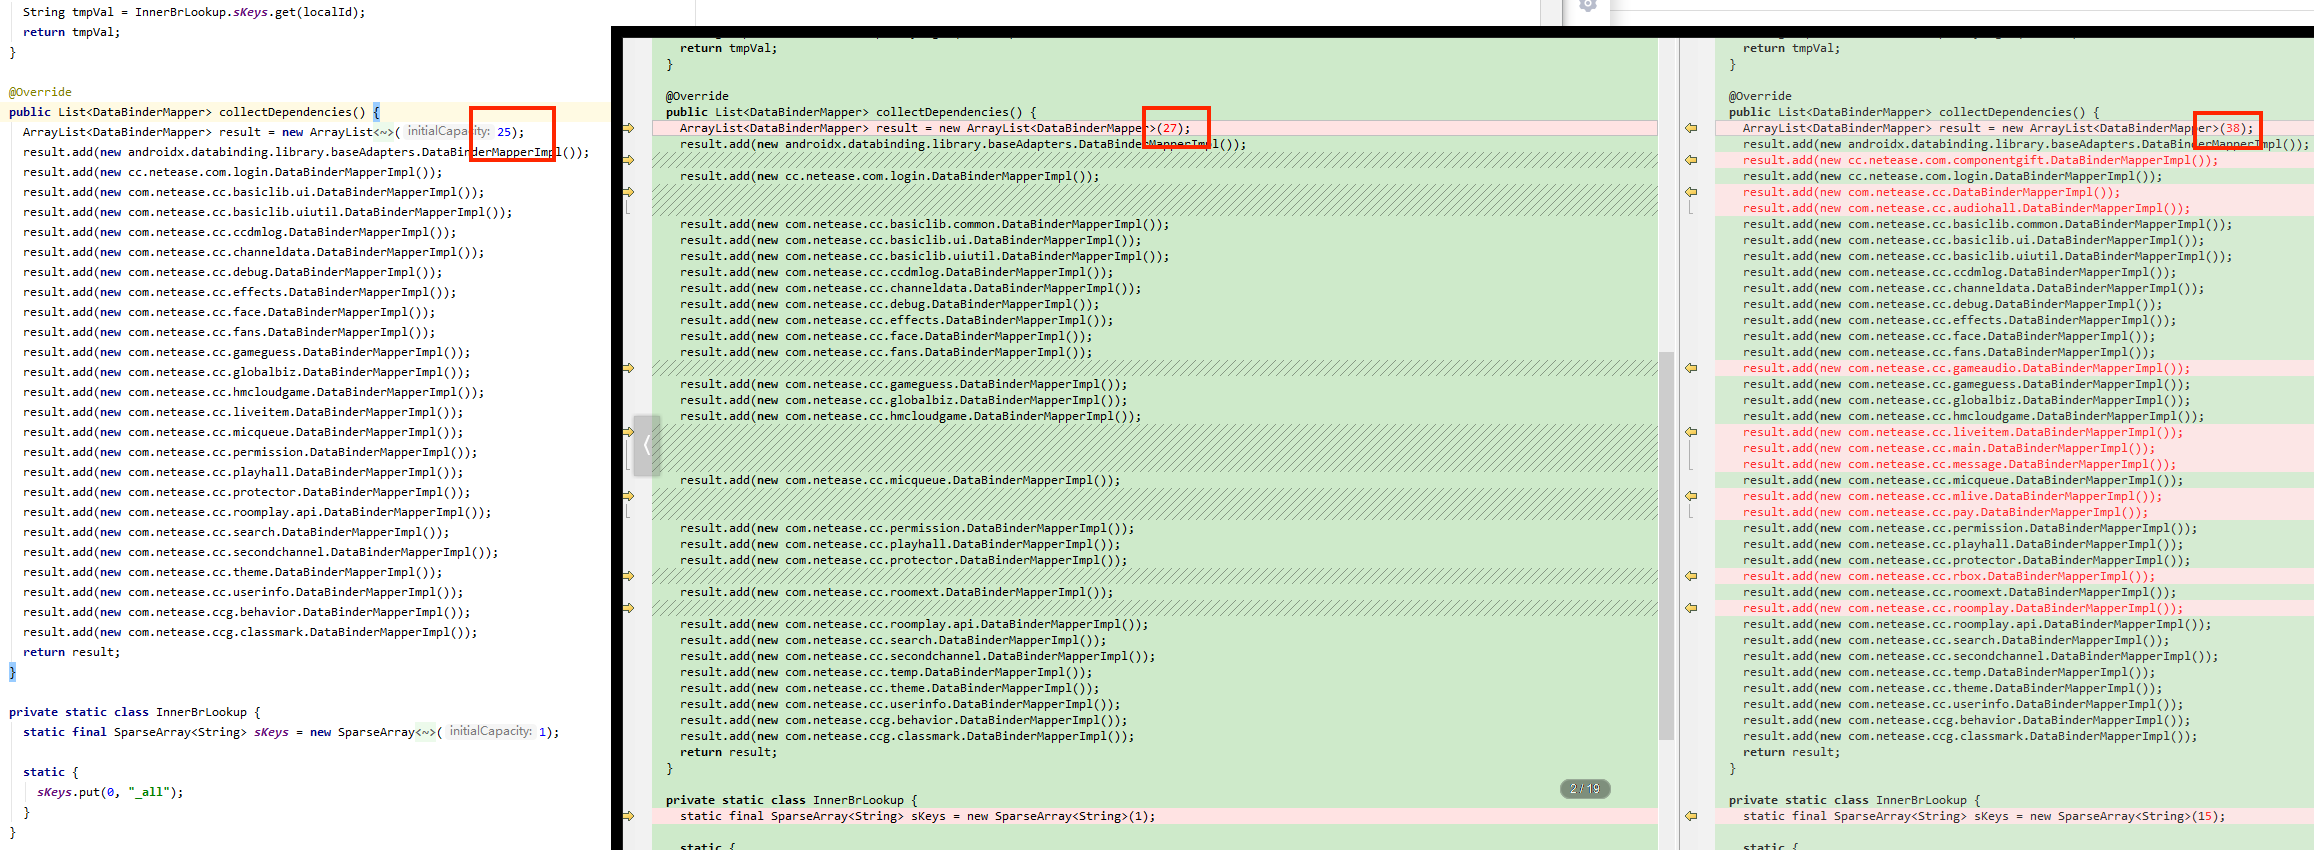 String tmpVal = InnerBrLookup.sKeys.get(localId);
return tmpVal;
}
@Override
public List<DataBinderMapper> collectDependencies() {
ArrayList<DataBinderMapper> result = new ArrayList<~>( initialCapacity: 25);
result.add(new androidx.databinding.library.baseAdapters.DataBinderMapperImpl());
result.add(new cc.netease.com.login.DataBinderMapperImpl());
result.add(new com.netease.cc.basiclib.ui.DataBinderMapperImpl());
result.add(new com.netease.cc.basiclib.uiutil.DataBinderMapperImpl());
result.add(new com.netease.cc.ccdmlog.DataBinderMapperImpl());
result.add(new com.netease.cc.channeldata.DataBinderMapperImpl());
result.add(new com.netease.cc.debug.DataBinderMapperImpl());
result.add(new com.netease.cc.effects.DataBinderMapperImpl());
result.add(new com.netease.cc.face.DataBinderMapperImpl());
result.add(new com.netease.cc.fans.DataBinderMapperImpl());
result.add(new com.netease.cc.gameguess.DataBinderMapperImpl());
result.add(new com.netease.cc.globalbiz.DataBinderMapperImpl());
result.add(new com.netease.cc.hmcloudgame.DataBinderMapperImpl());
result.add(new com.netease.cc.liveitem.DataBinderMapperImpl());
result.add(new com.netease.cc.micqueue.DataBinderMapperImpl());
result.add(new com.netease.cc.permission.DataBinderMapperImpl());
result.add(new com.netease.cc.playhall.DataBinderMapperImpl());
result.add(new com.netease.cc.protector.DataBinderMapperImpl());
result.add(new com.netease.cc.roomplay.api.DataBinderMapperImpl());
result.add(new com.netease.cc.search.DataBinderMapperImpl());
result.add(new com.netease.cc.secondchannel.DataBinderMapperImpl());
result.add(new com.netease.cc.theme.DataBinderMapperImpl());
result.add(new com.netease.cc.userinfo.DataBinderMapperImpl());
result.add(new com.netease.ccg.behavior.DataBinderMapperImpl());
result.add(new com.netease.ccg.classmark.DataBinderMapperImpl());
return result;
}
private static class InnerBrLookup {
static final SparseArray<String> sKeys = new SparseArray<~>( initialCapacity: 1);
static {
sKeys.put(0, "_all");
}
}
return tmpVal;
}
@Override
public List<DataBinderMapper> collectDependencies() {
ArrayList<DataBinderMapper> result = new ArrayList<DataBinderMapper>(27);
result.add(new androidx.databinding.library.baseAdapters.DataBinderMapperImpl());
result.add(new cc.netease.com.login.DataBinderMapperImpl());
result.add(new com.netease.cc.basiclib.common.DataBinderMapperImpl());
result.add(new com.netease.cc.basiclib.ui.DataBinderMapperImpl());
result.add(new com.netease.cc.basiclib.uiutil.DataBinderMapperImpl());
result.add(new com.netease.cc.ccdmlog.DataBinderMapperImpl());
result.add(new com.netease.cc.channeldata.DataBinderMapperImpl());
result.add(new com.netease.cc.debug.DataBinderMapperImpl());
result.add(new com.netease.cc.effects.DataBinderMapperImpl());
result.add(new com.netease.cc.face.DataBinderMapperImpl());
result.add(new com.netease.cc.fans.DataBinderMapperImpl());
result.add(new com.netease.cc.gameguess.DataBinderMapperImpl());
result.add(new com.netease.cc.globalbiz.DataBinderMapperImpl());
result.add(new com.netease.cc.hmcloudgame.DataBinderMapperImpl());
result.add(new com.netease.cc.micqueue.DataBinderMapperImpl());
result.add(new com.netease.cc.permission.DataBinderMapperImpl());
result.add(new com.netease.cc.playhall.DataBinderMapperImpl());
result.add(new com.netease.cc.protector.DataBinderMapperImpl());
result.add(new com.netease.cc.roomext.DataBinderMapperImpl());
result.add(new com.netease.cc.roomplay.api.DataBinderMapperImpl());
result.add(new com.netease.cc.search.DataBinderMapperImpl());
result.add(new com.netease.cc.secondchannel.DataBinderMapperImpl());
result.add(new com.netease.cc.temp.DataBinderMapperImpl());
result.add(new com.netease.cc.theme.DataBinderMapperImpl());
result.add(new com.netease.cc.userinfo.DataBinderMapperImpl());
result.add(new com.netease.ccg.behavior.DataBinderMapperImpl());
result.add(new com.netease.ccg.classmark.DataBinderMapperImpl());
return result;
}
2 / 19
private static class InnerBrLookup {
static final SparseArray<String> sKeys = new SparseArray<String>(1);
static {
return tmpVal;
}
@Override
public List<DataBinderMapper> collectDependencies() {
ArrayList<DataBinderMapper> result = new ArrayList<DataBinderMapper>(38);
result.add(new androidx.databinding.library.baseAdapters.DataBinderMapperImpl());
result.add(new cc.netease.com.componentgift.DataBinderMapperImpl());
result.add(new cc.netease.com.login.DataBinderMapperImpl());
result.add(new com.netease.cc.DataBinderMapperImpl());
result.add(new com.netease.cc.audiohall.DataBinderMapperImpl());
result.add(new com.netease.cc.basiclib.common.DataBinderMapperImpl());
result.add(new com.netease.cc.basiclib.ui.DataBinderMapperImpl());
result.add(new com.netease.cc.basiclib.uiutil.DataBinderMapperImpl());
result.add(new com.netease.cc.ccdmlog.DataBinderMapperImpl());
result.add(new com.netease.cc.channeldata.DataBinderMapperImpl());
result.add(new com.netease.cc.debug.DataBinderMapperImpl());
result.add(new com.netease.cc.effects.DataBinderMapperImpl());
result.add(new com.netease.cc.face.DataBinderMapperImpl());
result.add(new com.netease.cc.fans.DataBinderMapperImpl());
result.add(new com.netease.cc.gameaudio.DataBinderMapperImpl());
result.add(new com.netease.cc.gameguess.DataBinderMapperImpl());
result.add(new com.netease.cc.globalbiz.DataBinderMapperImpl());
result.add(new com.netease.cc.hmcloudgame.DataBinderMapperImpl());
result.add(new com.netease.cc.liveitem.DataBinderMapperImpl());
result.add(new com.netease.cc.main.DataBinderMapperImpl());
result.add(new com.netease.cc.message.DataBinderMapperImpl());
result.add(new com.netease.cc.micqueue.DataBinderMapperImpl());
result.add(new com.netease.cc.mlive.DataBinderMapperImpl());
result.add(new com.netease.cc.pay.DataBinderMapperImpl());
result.add(new com.netease.cc.permission.DataBinderMapperImpl());
result.add(new com.netease.cc.playhall.DataBinderMapperImpl());
result.add(new com.netease.cc.protector.DataBinderMapperImpl());
result.add(new com.netease.cc.rbox.DataBinderMapperImpl());
result.add(new com.netease.cc.roomext.DataBinderMapperImpl());
result.add(new com.netease.cc.roomplay.DataBinderMapperImpl());
result.add(new com.netease.cc.roomplay.api.DataBinderMapperImpl());
result.add(new com.netease.cc.search.DataBinderMapperImpl());
result.add(new com.netease.cc.secondchannel.DataBinderMapperImpl());
result.add(new com.netease.cc.temp.DataBinderMapperImpl());
result.add(new com.netease.cc.theme.DataBinderMapperImpl());
result.add(new com.netease.cc.userinfo.DataBinderMapperImpl());
result.add(new com.netease.ccg.behavior.DataBinderMapperImpl());
result.add(new com.netease.ccg.classmark.DataBinderMapperImpl());
return result;
}
private static class InnerBrLookup {
static final SparseArray<String> sKeys = new SparseArray<String>(15);
static {